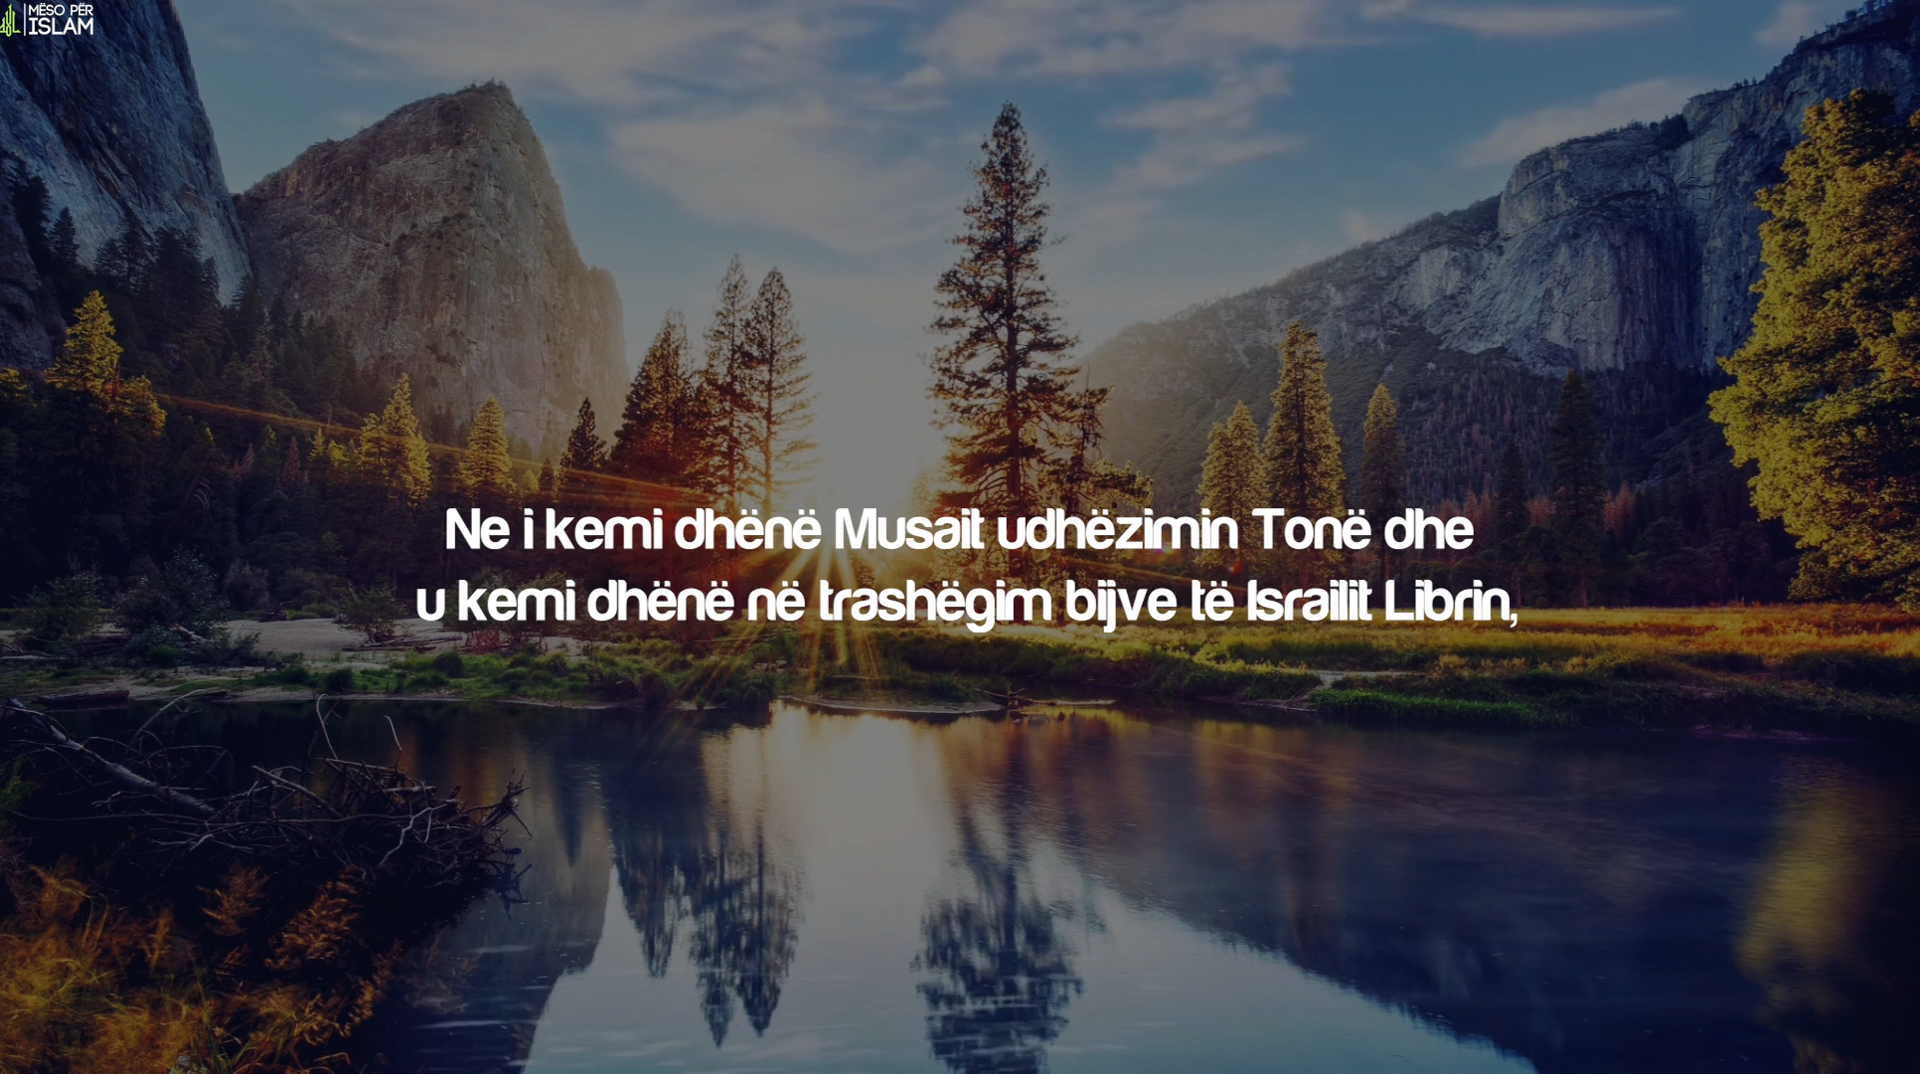 MËSO PËR
ISLAM
Ne i kemi dhënë Musait udhëzimin Tonë dhe
u kemi dhënë në trashëgim bijve të Israilit Librin,